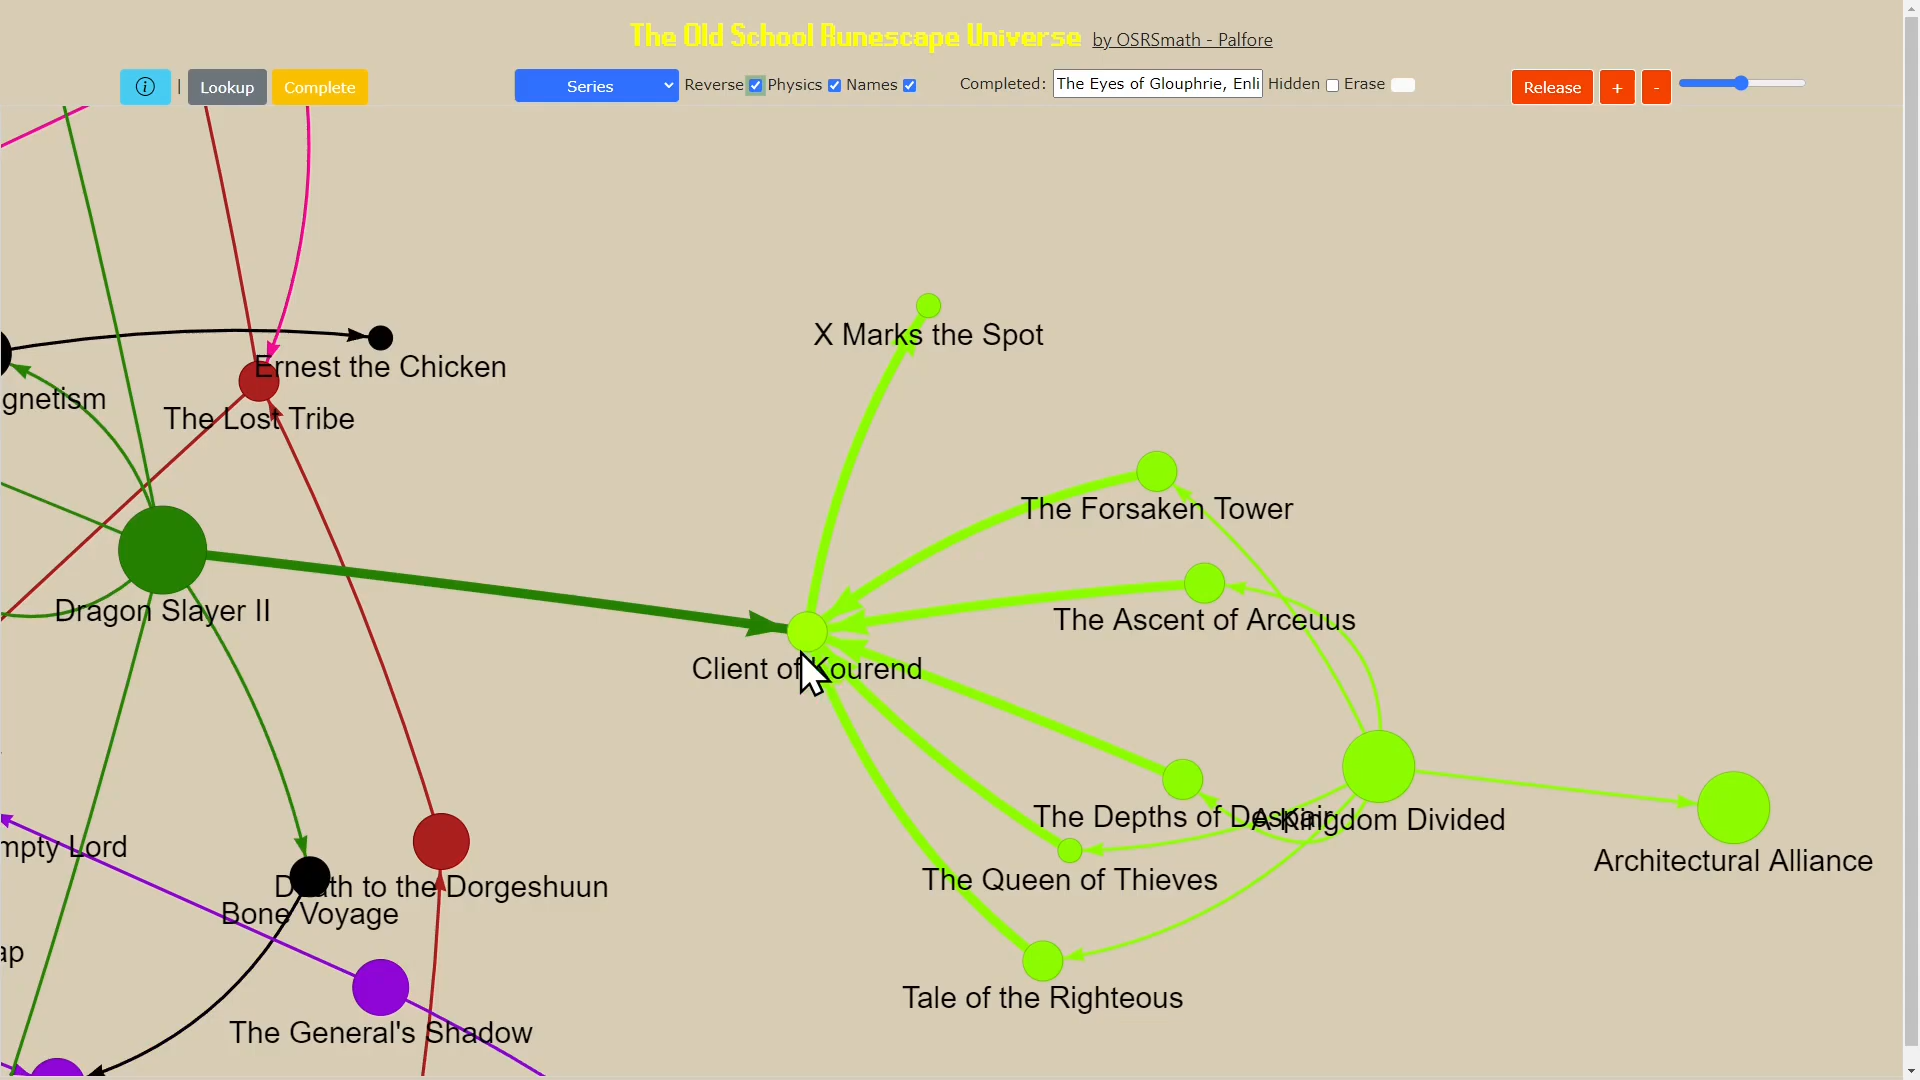 The Old School Runescape Universe by OSRSmath - Palfore
| Lookup Complete Series Reverse Physics Names Completed: The Eyes of Glouphrie, Enli Hidden Erase Release + -
X Marks the Spot
Ernest the Chicken
gnetism
The Lost Tribe
The Forsaken Tower
Dragon Slayer II
The Ascent of Arceuus
Client of Kourend
The Depths of Despair
A Kingdom Divided
mpty Lord
Architectural Alliance
The Queen of Thieves
Death to the Dorgeshuun
Bone Voyage
ap
Tale of the Righteous
The General's Shadow